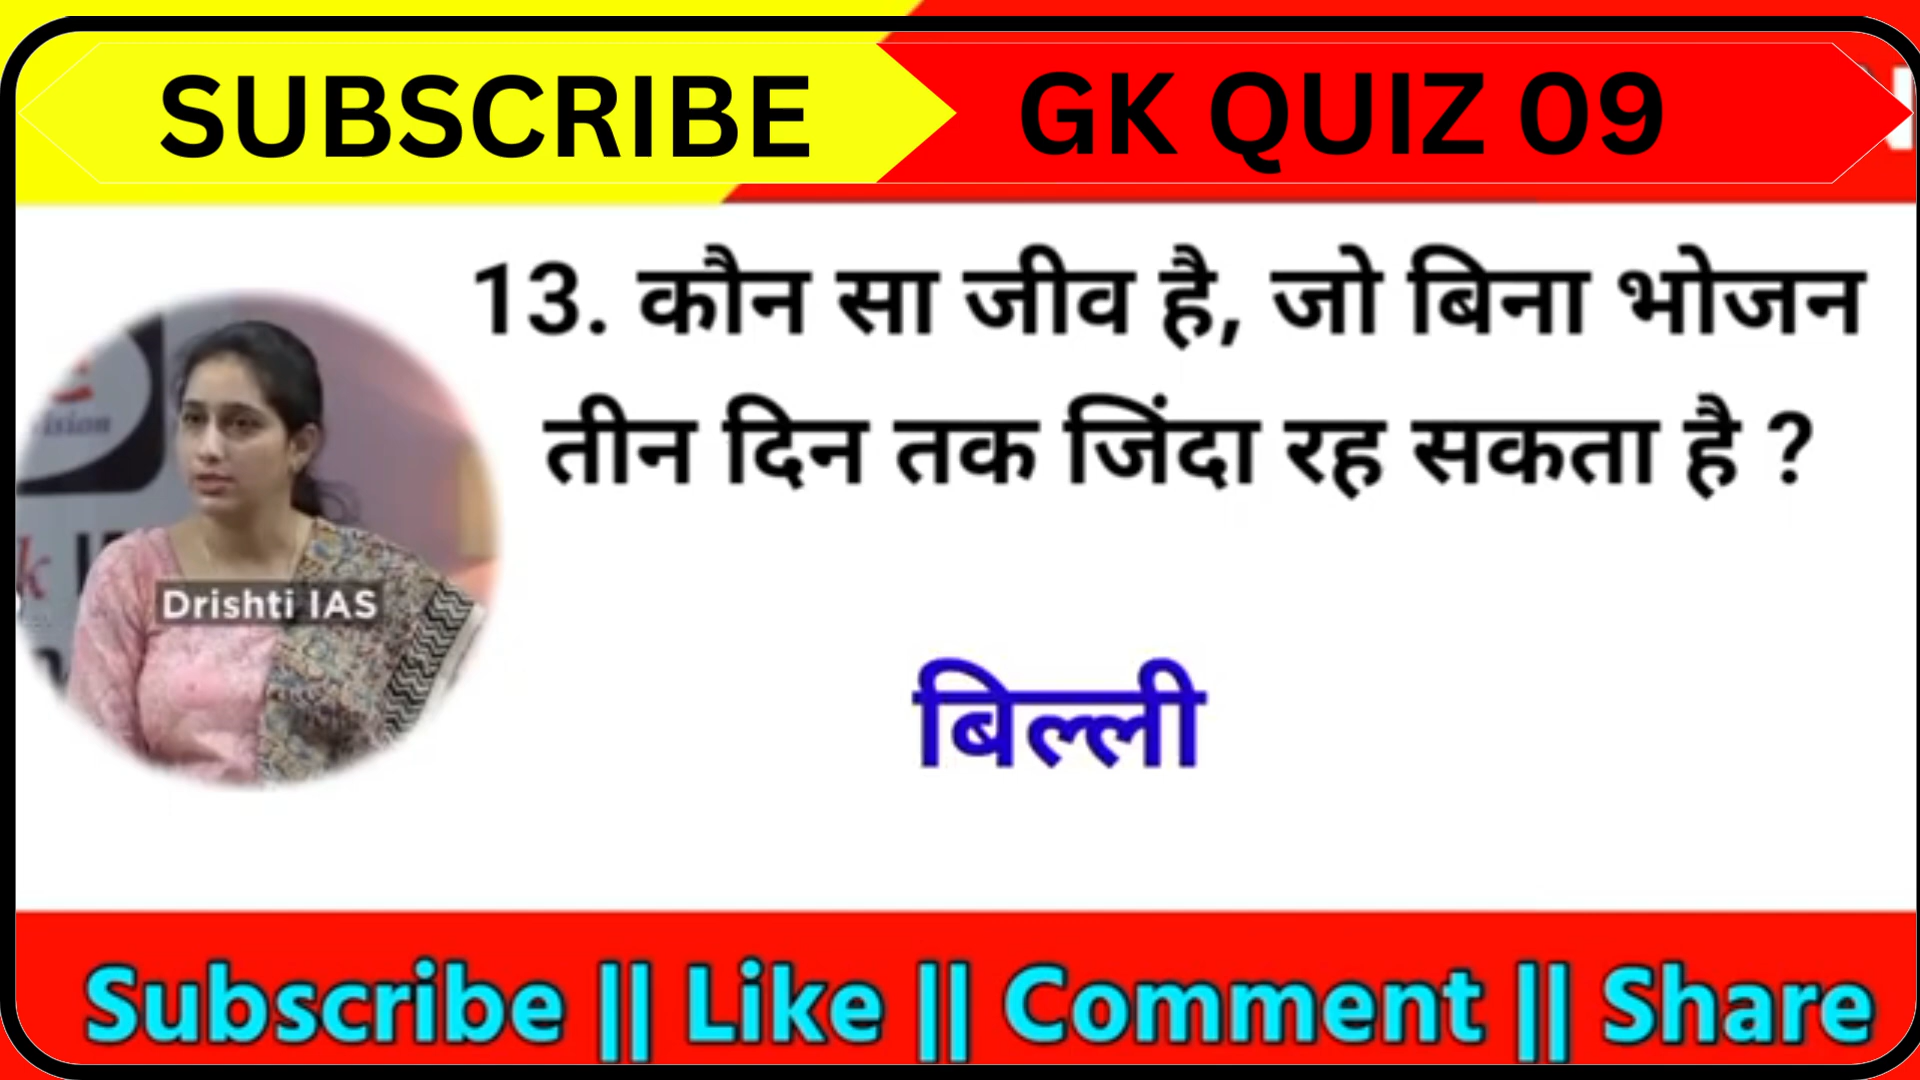 SUBSCRIBE
GK QUIZ 09
13. कौन सा जीव है, जो बिना भोजन
तीन दिन तक जिंदा रह सकता है ?
Drishti IAS
बिल्ली
Subscribe || Like || Comment || Share